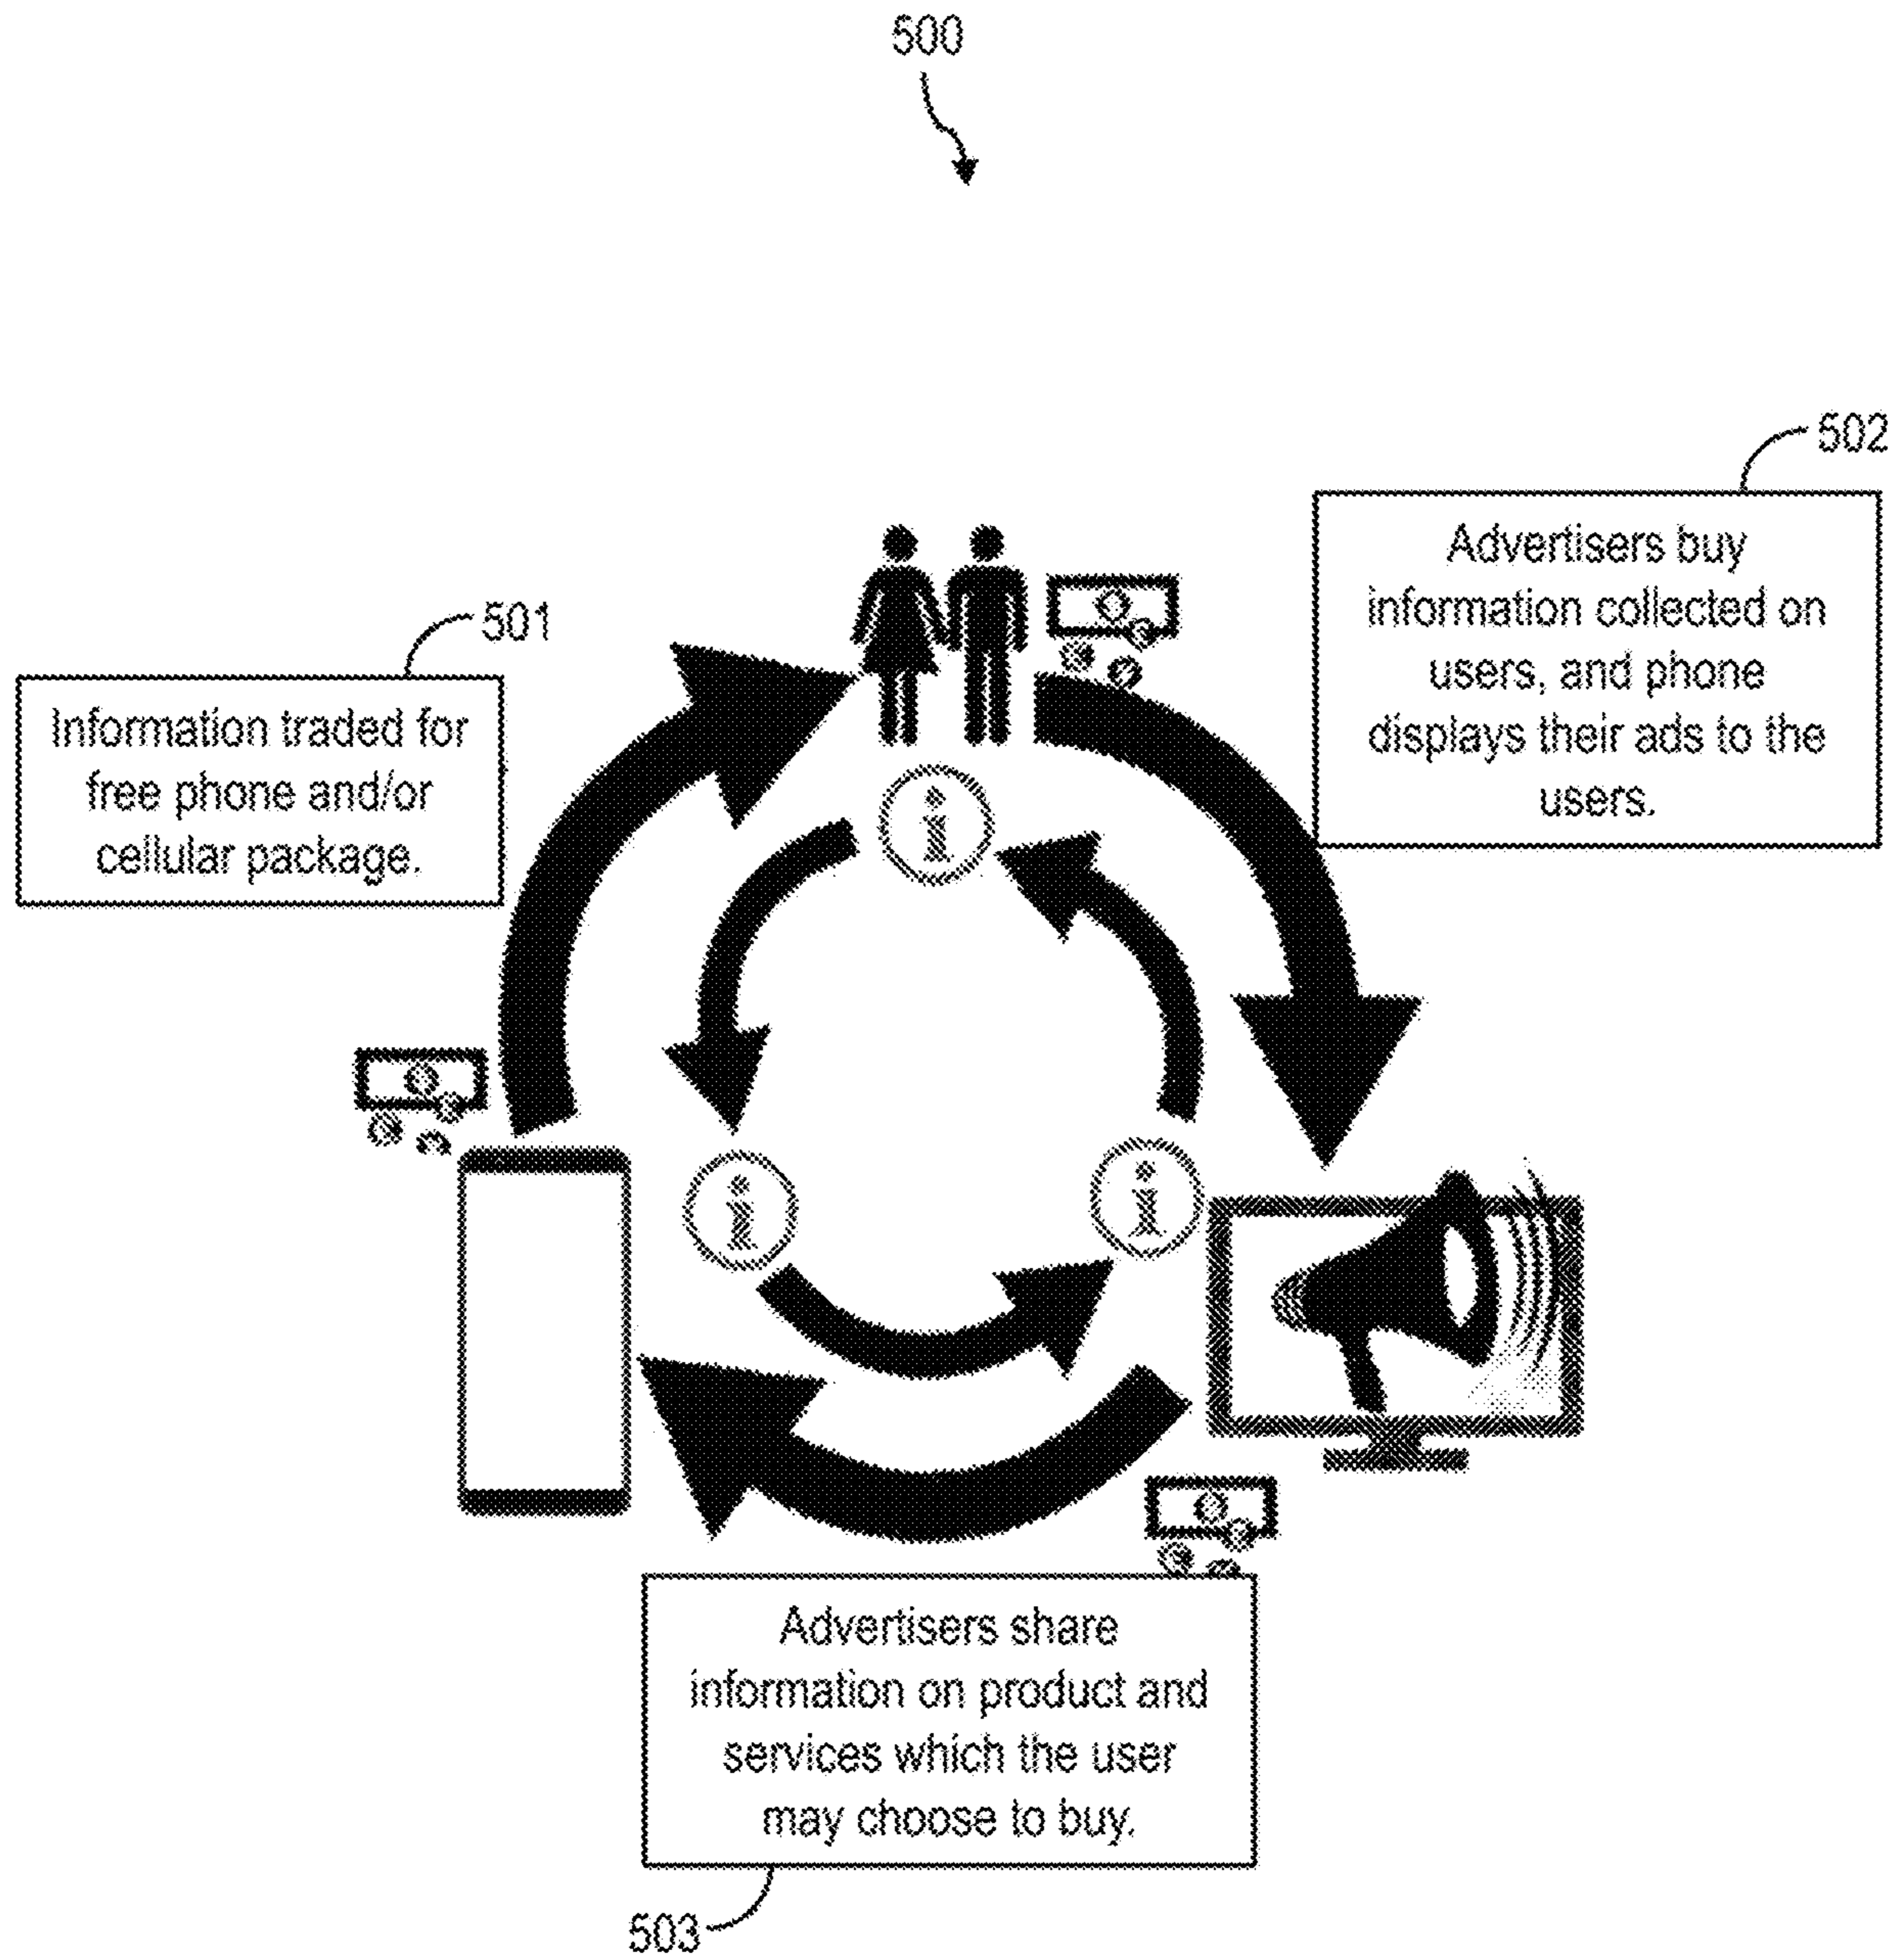 500
502
Advertisers buy
information collected on
users, and phone
displays their ads to the
users.
501
Information traded for
free phone and/or
cellular package.
i
i
i
Advertisers share
information on product and
services which the user
may choose to buy.
503